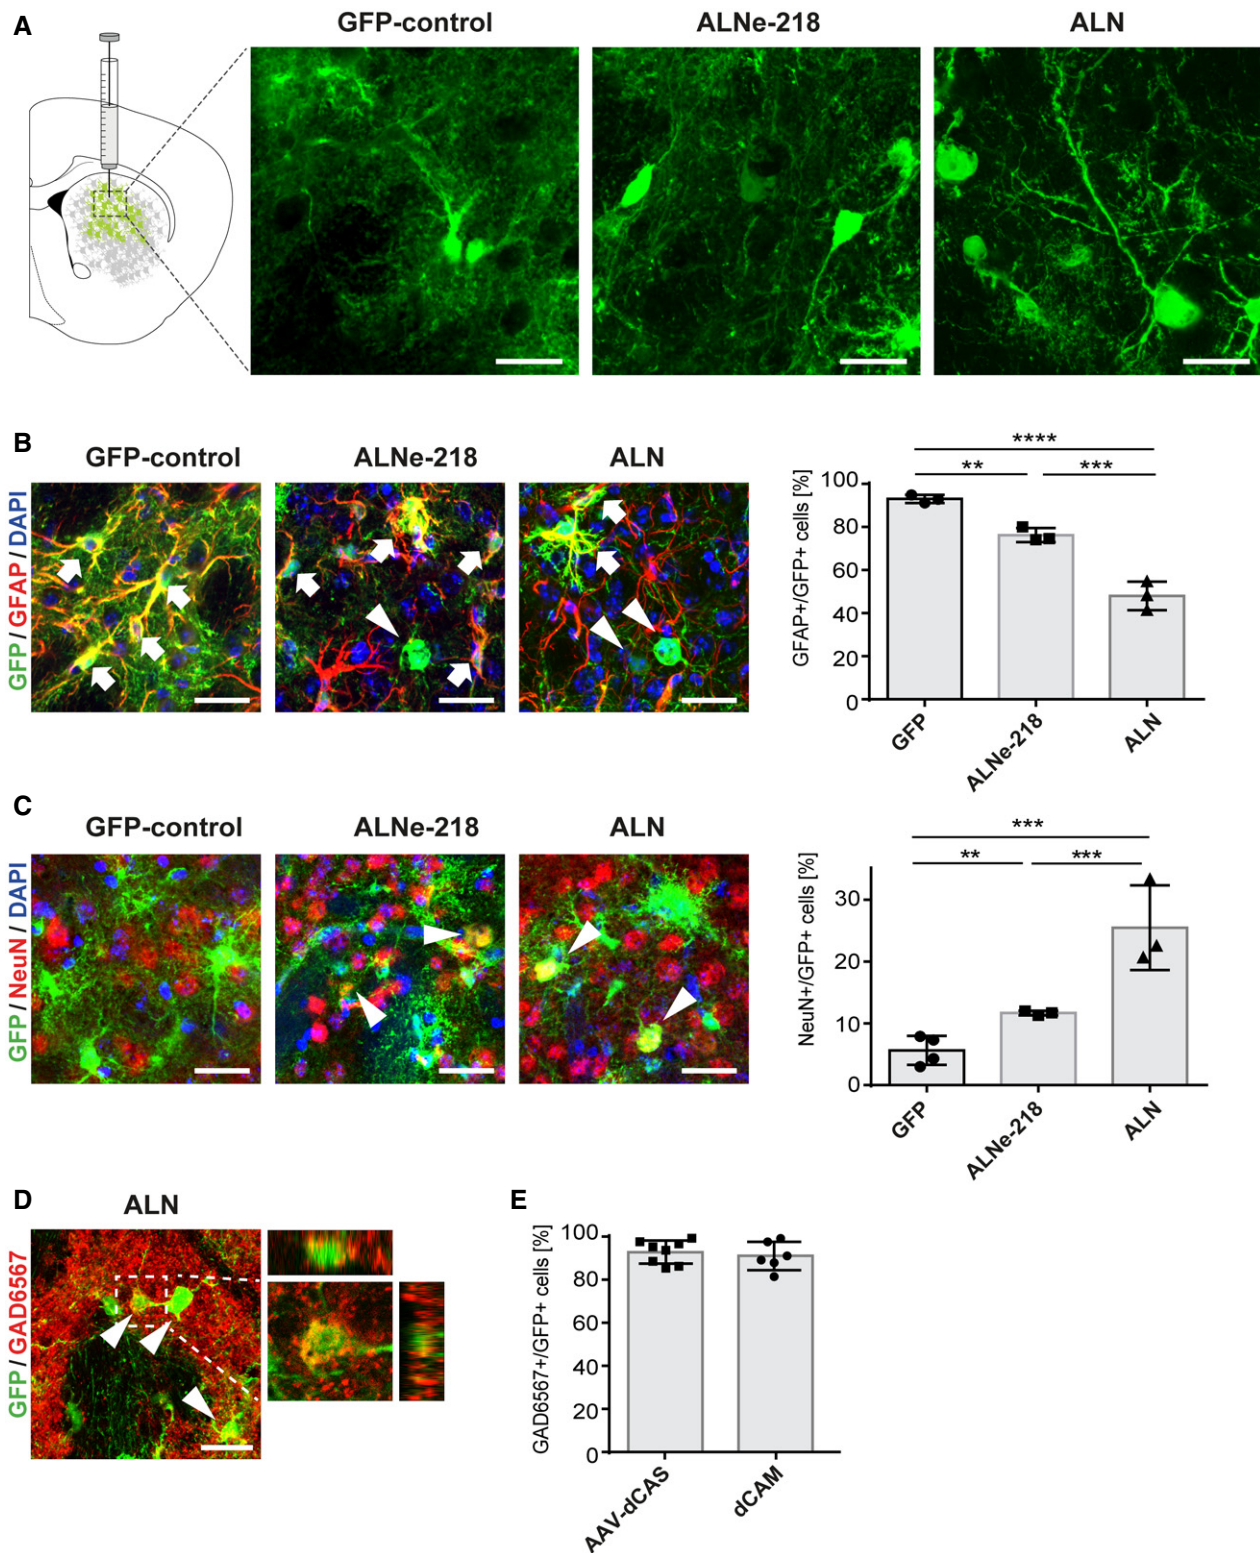 A
GFP-control
ALNe-218
ALN
B
GFP-control
ALNe-218
ALN
GFP / GFAP / DAPI
GFAP+/GFP+ cells [%]
****
**
***
100
80
60
40
20
0
GFP
ALNe-218
ALN
C
GFP-control
ALNe-218
ALN
GFP / NeuN / DAPI
NeuN+/GFP+ cells [%]
***
**
***
30
20
10
0
GFP
ALNe-218
ALN
D
ALN
GFP / GAD6567
E
GAD6567+/GFP+ cells [%]
100
80
60
40
20
0
AAV-dCAS
dCAM